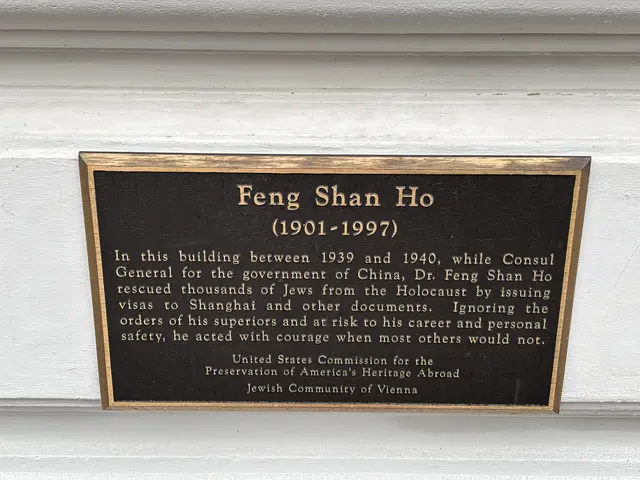 Feng Shan Ho
(1901-1997)
In this building between 1939 and 1940, while Consul
General for the government of China, Dr. Feng Shan Ho
rescued thousands of Jews from the Holocaust by issuing
visas to Shanghai and other documents. Ignoring the
orders of his superiors and at risk to his career and personal
safety, he acted with courage when most others would not.
United States Commission for the
Preservation of America's Heritage Abroad
Jewish Community of Vienna